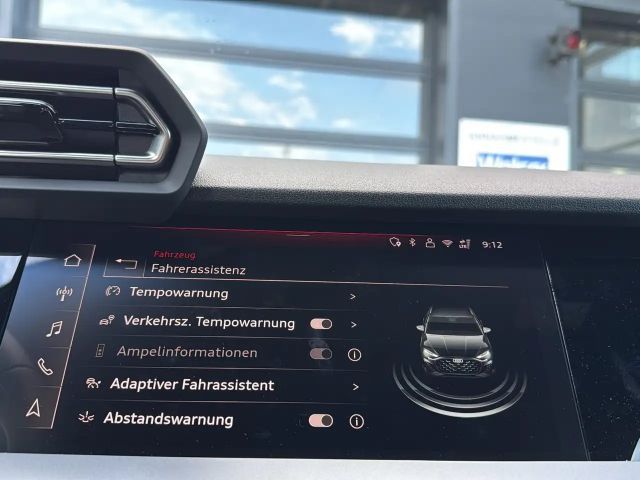 Fahrzeug
Fahrerassistenz
9:12
Tempowarnung
Verkehrsz. Tempowarnung
Ampelinformationen
Adaptiver Fahrassistent
Abstandswarnung